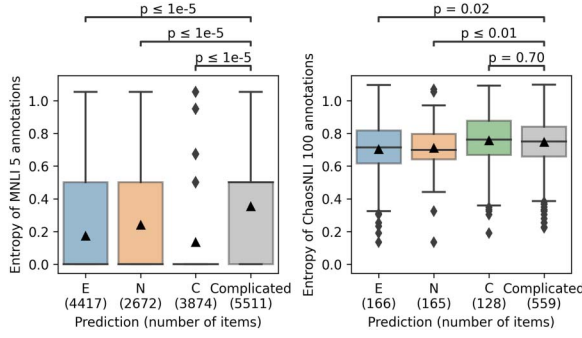 p ≤ 1e-5
p ≤ 1e-5
p ≤ 1e-5
Entropy of MNLI 5 annotations
1.0
0.8
0.6
0.4
0.2
0.0
E N C Complicated
(4417) (2672) (3874) (5511)
Prediction (number of items)
p = 0.02
p ≤ 0.01
p = 0.70
Entropy of ChaosNLI 100 annotations
1.0
0.8
0.6
0.4
0.2
0.0
E N C Complicated
(166) (165) (128) (559)
Prediction (number of items)